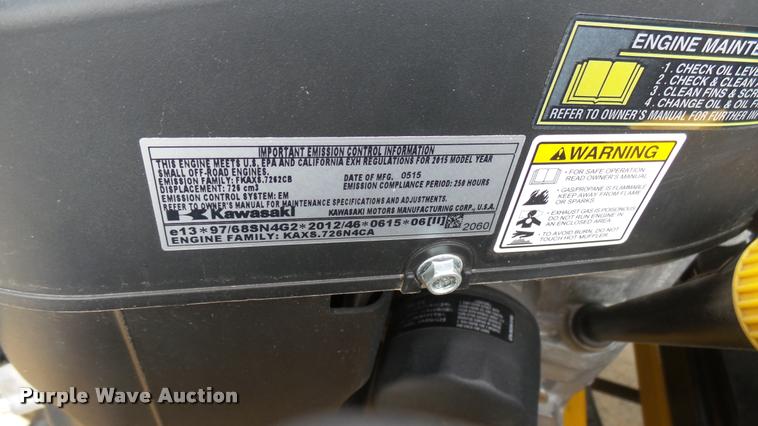 ENGINE MAINTE
1. CHECK OIL LEVE
2. CHECK & CLEAN
3. CLEAN FINS & SCR
4. CHANGE OIL & OIL FI
REFER TO OWNER'S MANUAL FOR FURTHER IN
WARNING
• FOR SAFE OPERATION
READ OWNER'S MANUAL
• GAS/PROPANE IS FLAMMABLE
KEEP AWAY FROM FLAME
OR SPARKS
• EXHAUST GAS IS POISONOUS
DO NOT RUN ENGINE IN
AN ENCLOSED AREA
• TO AVOID BURN, DO NOT
TOUCH HOT MUFFLER
IMPORTANT EMISSION CONTROL INFORMATION
THIS ENGINE MEETS U.S. EPA AND CALIFORNIA EXH REGULATIONS FOR 2015 MODEL YEAR
SMALL OFF-ROAD ENGINES.
EMISSION FAMILY: FKAXS.7262CB DATE OF MFG. 0515
DISPLACEMENT: 726 cm3 EMISSION COMPLIANCE PERIOD: 250 HOURS
EMISSION CONTROL SYSTEM: EM
REFER TO OWNER'S MANUAL FOR MAINTENANCE SPECIFICATIONS AND ADJUSTMENTS.
Kawasaki KAWASAKI MOTORS MANUFACTURING CORP., U.S.A.
e13*97/68SN4G2*2012/46*0615*06[II] 2060
ENGINE FAMILY: KAXS.726N4CA
Purple Wave Auction